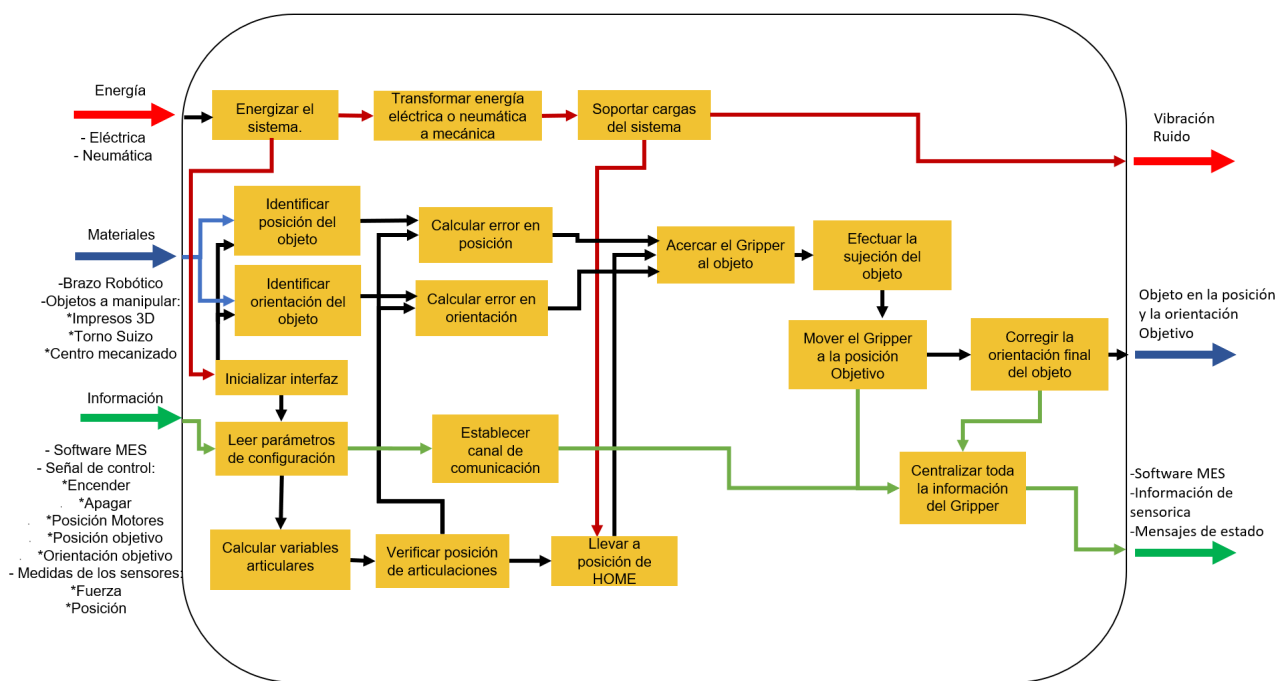 Energía
- Eléctrica
- Neumática
Energizar el
sistema.
Transformar energía
eléctrica o neumática
a mecánica
Soportar cargas
del sistema
Vibración
Ruido
Materiales
-Brazo Robótico
-Objetos a manipular:
*Impresos 3D
*Torno Suizo
*Centro mecanizado
Identificar
posición del
objeto
Calcular error en
posición
Identificar
orientación del
objeto
Calcular error en
orientación
Acercar el Gripper
al objeto
Efectuar la
sujeción del
objeto
Mover el Gripper
a la posición
Objetivo
Corregir la
orientación final
del objeto
Objeto en la posición
y la orientación
Objetivo
Información
- Software MES
- Señal de control:
*Encender
*Apagar
*Posición Motores
*Posición objetivo
*Orientación objetivo
- Medidas de los sensores:
*Fuerza
*Posición
Inicializar interfaz
Leer parámetros
de configuración
Establecer
canal de
comunicación
Centralizar toda
la información
del Gripper
-Software MES
-Información de
sensorica
-Mensajes de estado
Calcular variables
articulares
Verificar posición
de articulaciones
Llevar a
posición de
HOME